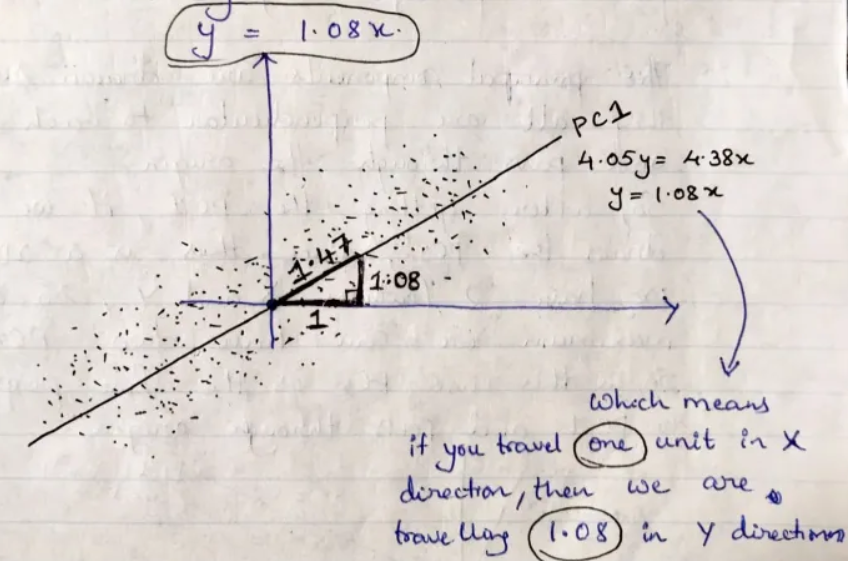 y = 1.08x.
PC1
4.05y = 4.38x
y = 1.08x
1.47
1.08
1
Which means
if you travel one unit in X
direction, then we are
travelling 1.08 in Y direction